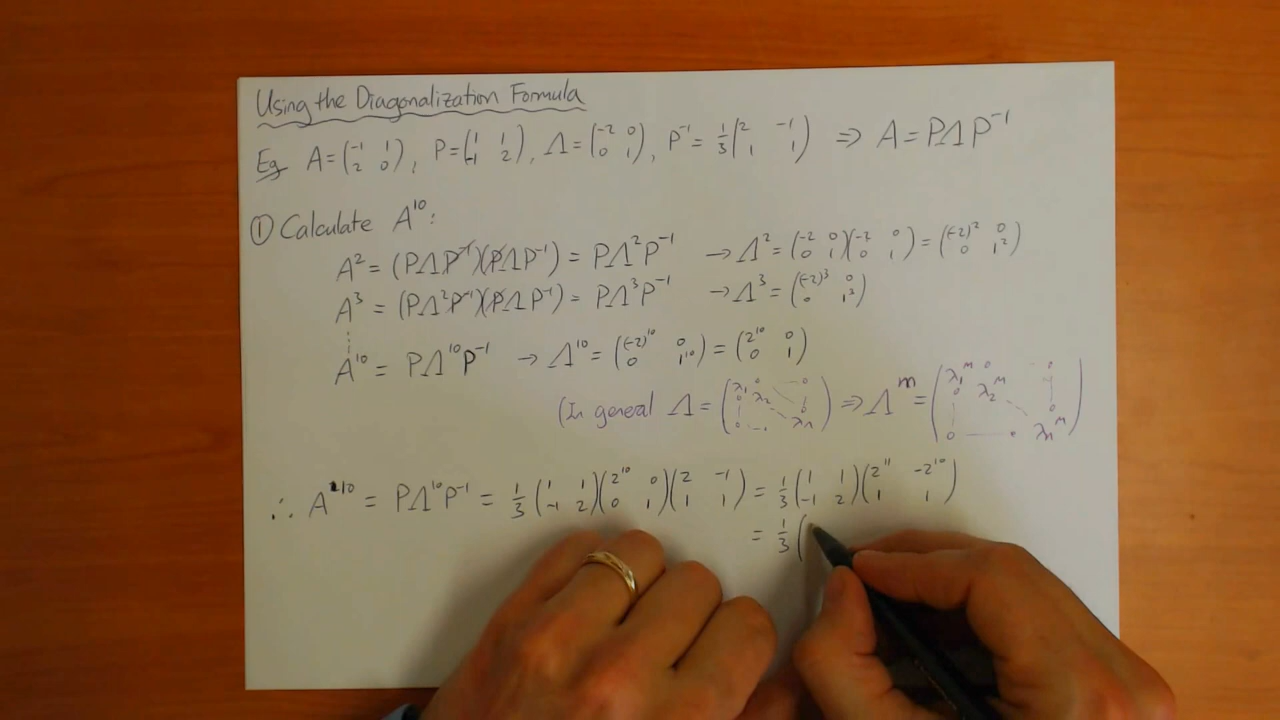 Using the Diagonalization Formula
Eg A = (-1 1; 2 0), P = (1 1; -1 2), Λ = (-2 0; 0 1), P⁻¹ = 1/3 (2 -1; 1 1) ⇒ A = PΛP⁻¹
① Calculate A¹⁰:
A² = (PΛP⁻¹)(PΛP⁻¹) = PΛ²P⁻¹ → Λ² = (-2 0; 0 1)(-2 0; 0 1) = ((-2)² 0; 0 1²)
A³ = (PΛ²P⁻¹)(PΛP⁻¹) = PΛ³P⁻¹ → Λ³ = ((-2)³ 0; 0 1³)
A¹⁰ = PΛ¹⁰P⁻¹ → Λ¹⁰ = ((-2)¹⁰ 0; 0 1¹⁰) = (2¹⁰ 0; 0 1)
(In general Λ = (λ₁ 0 ... 0; 0 λ₂ ... ; 0 ... λₙ) ⇒ Λᵐ = (λ₁ᵐ 0 ... 0; 0 λ₂ᵐ ... 0; 0 ... λₙᵐ)
∴ A¹⁰ = PΛ¹⁰P⁻¹ = 1/3 (1 1; -1 2)(2¹⁰ 0; 0 1)(2 -1; 1 1) = 1/3 (1 1; -1 2)(2¹¹ -2¹⁰; 1 1)
= 1/3 (